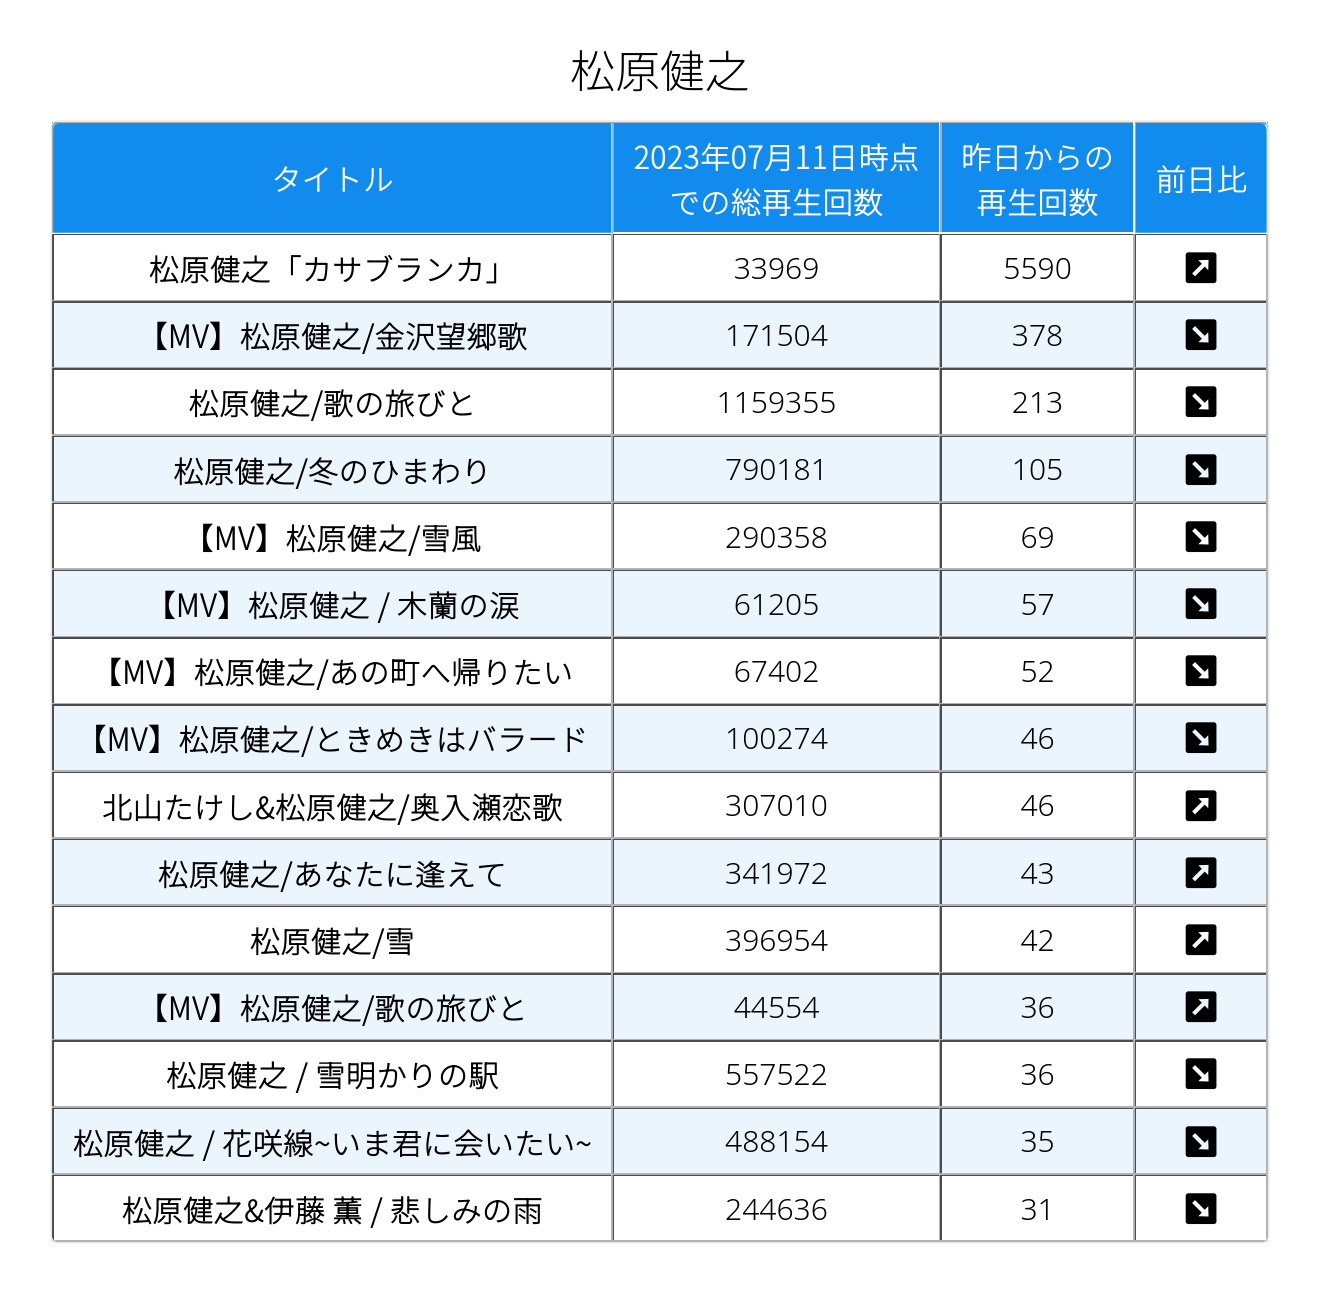 松原健之
タイトル
2023年07月11日時点
での総再生回数
昨日からの
再生回数
前日比
松原健之「カサブランカ」 33969 5590
【MV】松原健之/金沢望郷歌 171504 378
松原健之/歌の旅びと 1159355 213
松原健之/冬のひまわり 790181 105
【MV】松原健之/雪風 290358 69
【MV】松原健之 / 木蘭の涙 61205 57
【MV】松原健之/あの町へ帰りたい 67402 52
【MV】松原健之/ときめきはバラード 100274 46
北山たけし&松原健之/奥入瀬恋歌 307010 46
松原健之/あなたに逢えて 341972 43
松原健之/雪 396954 42
【MV】松原健之/歌の旅びと 44554 36
松原健之 / 雪明かりの駅 557522 36
松原健之 / 花咲線~いま君に会いたい~ 488154 35
松原健之&伊藤 薫 / 悲しみの雨 244636 31